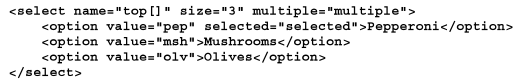 <select name="top[]" size="3" multiple="multiple">
    <option value="pep" selected="selected">Pepperoni</option>
    <option value="msh">Mushrooms</option>
    <option value="olv">Olives</option>
</select>